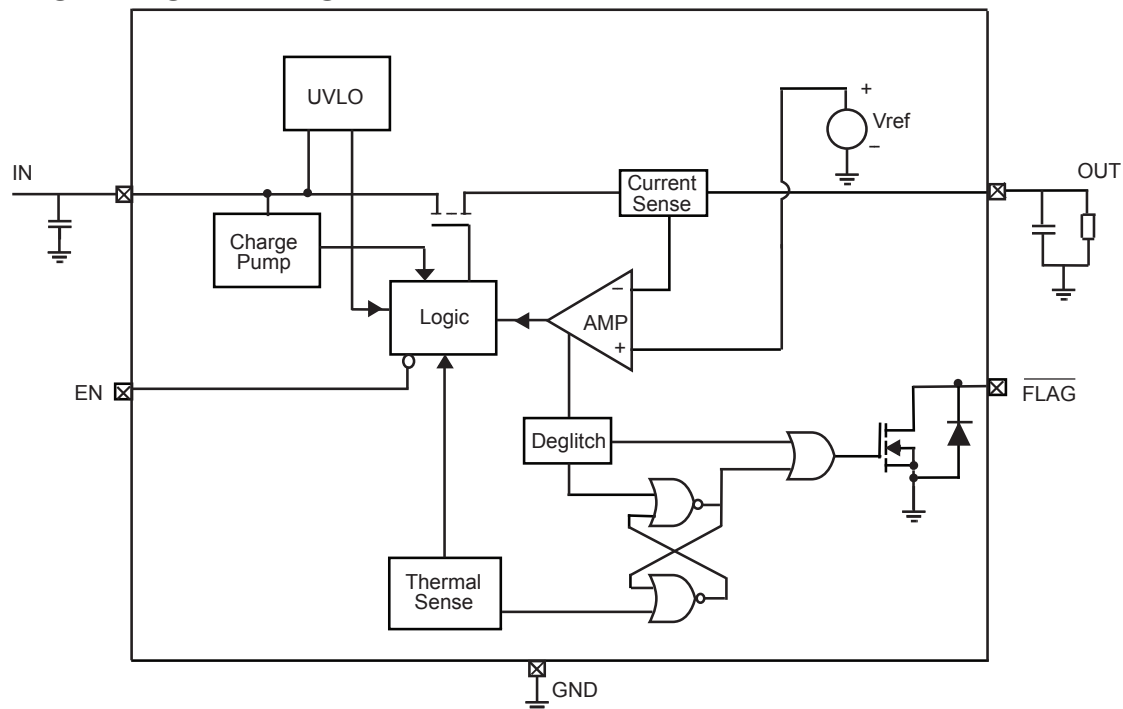 UVLO
+
Vref
−
IN
OUT
Current
Sense
Charge
Pump
−
Logic
AMP
+
EN
FLAG
Deglitch
Thermal
Sense
GND